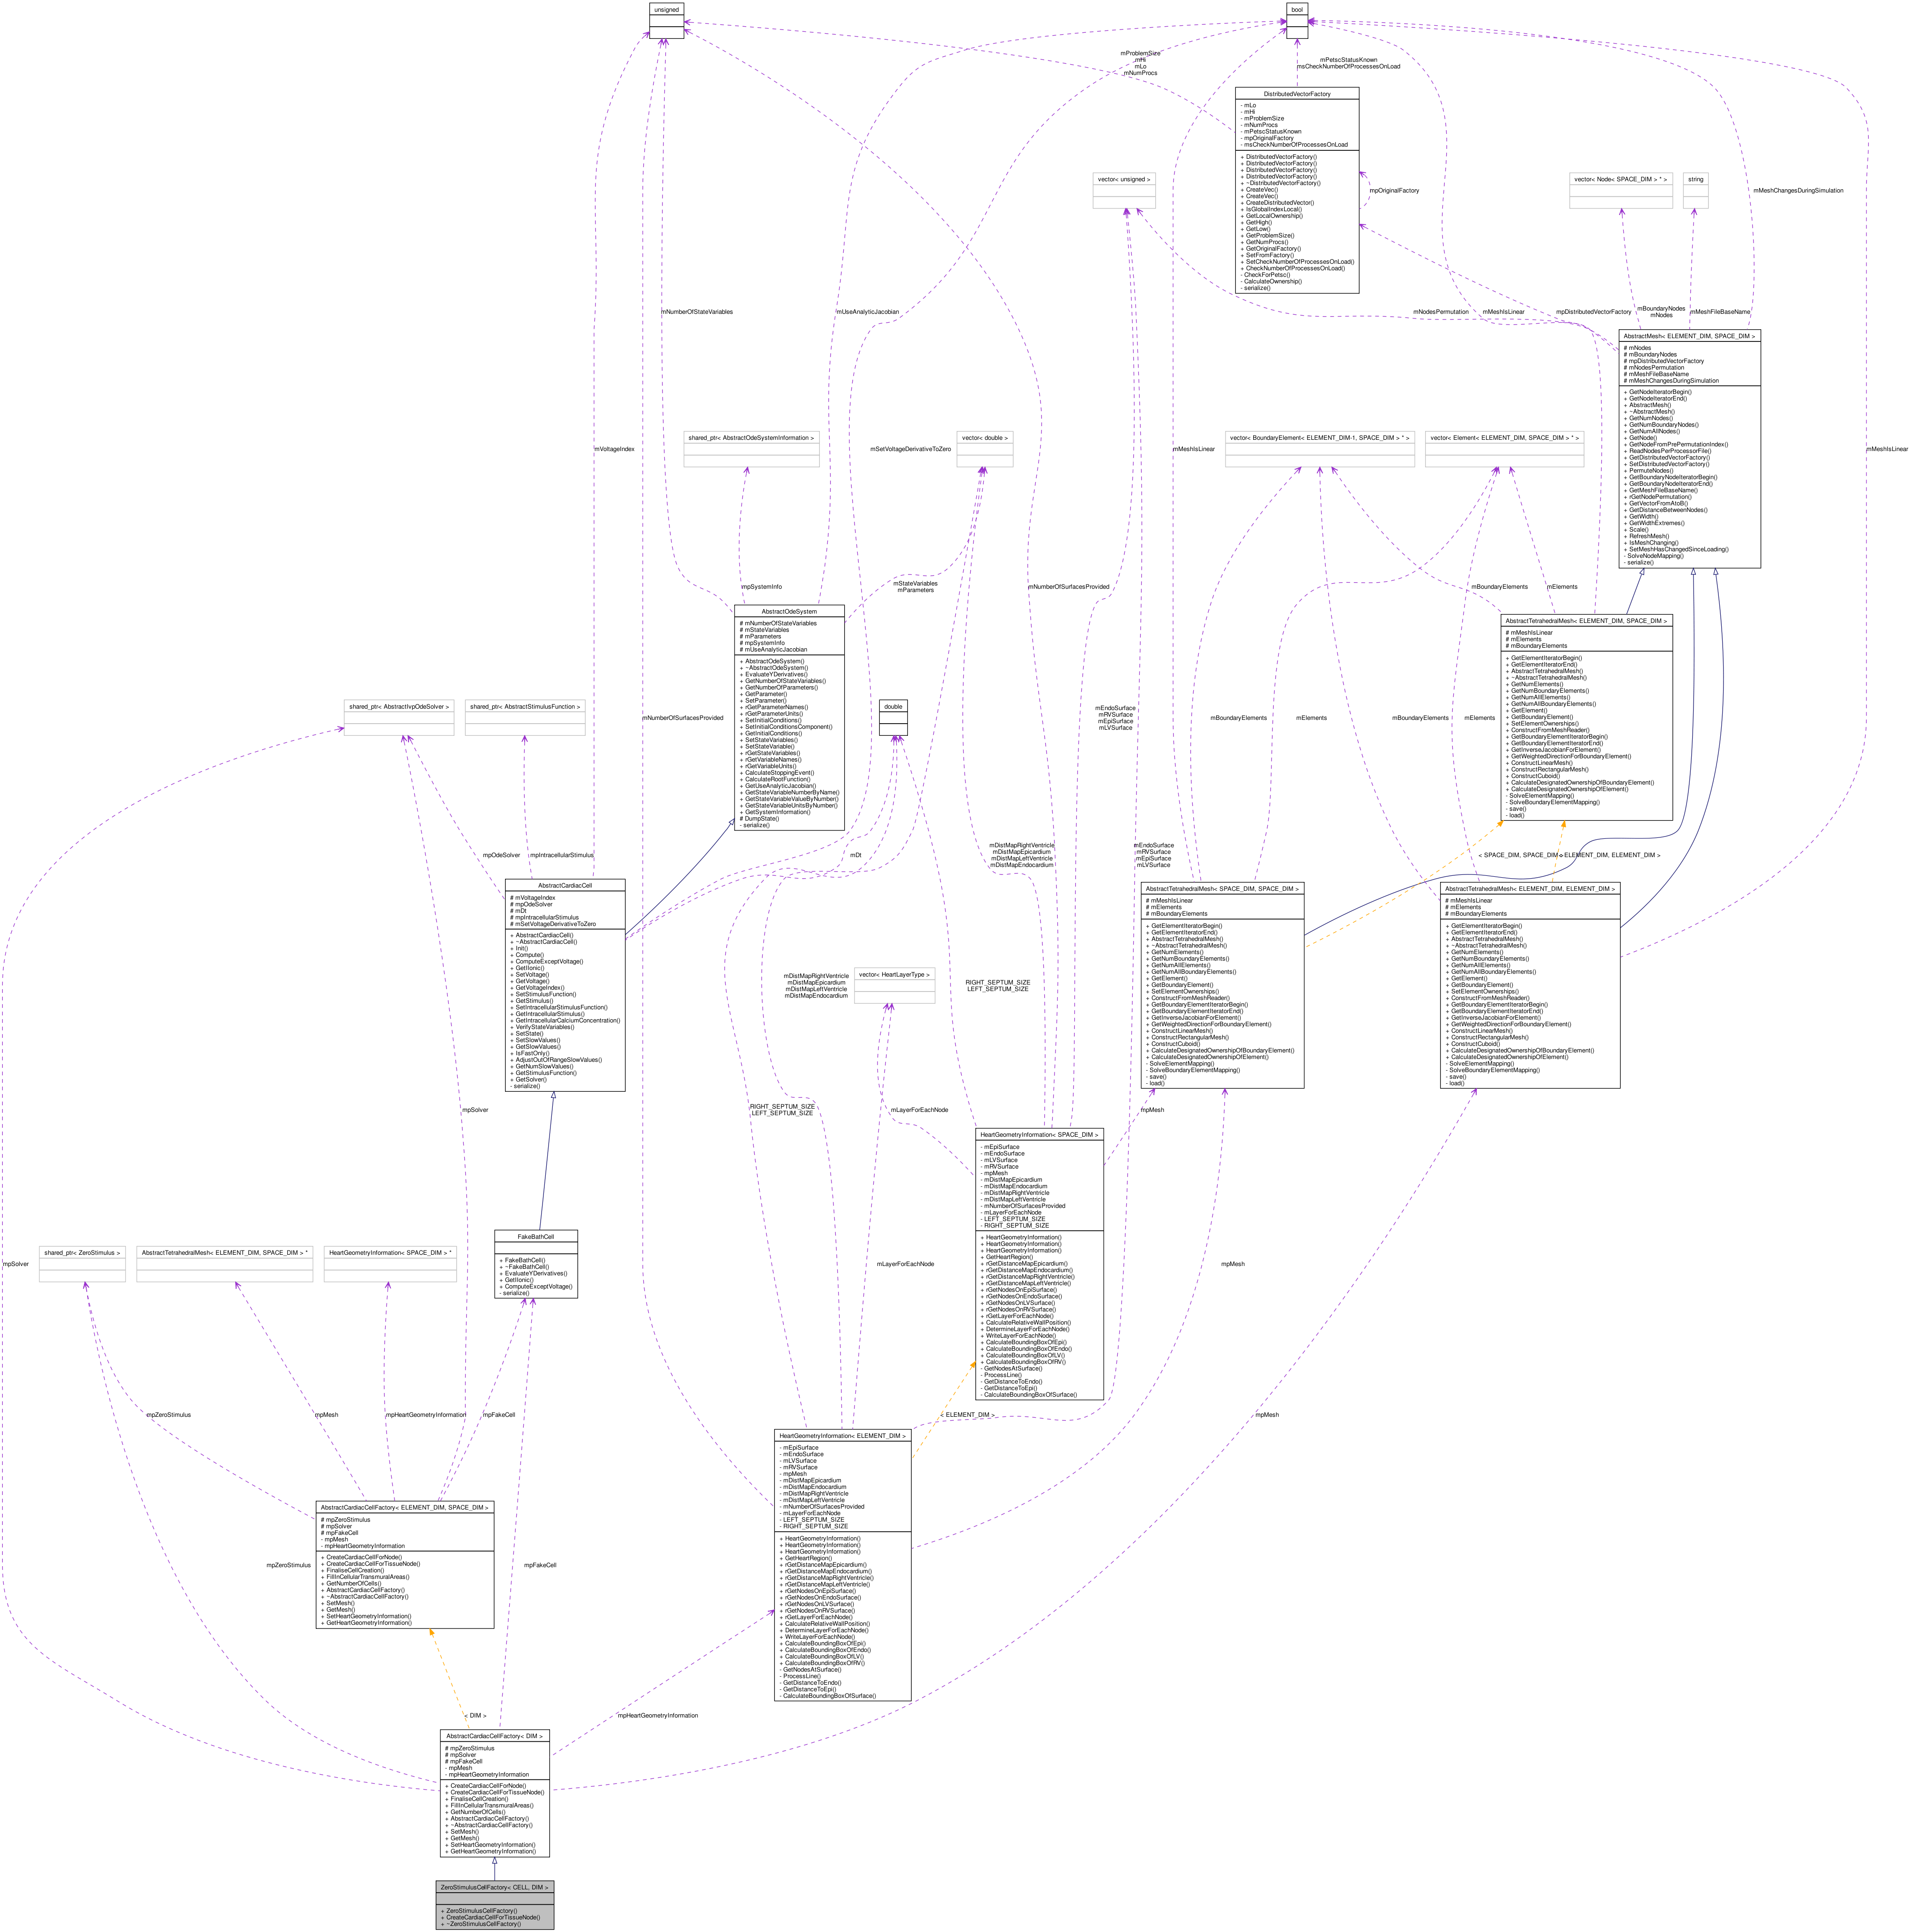 unsigned
bool
mProblemSize
mHi
mLo
mNumProcs
mPetscStatusKnown
msCheckNumberOfProcessesOnLoad
DistributedVectorFactory
- mLo
- mHi
- mProblemSize
- mNumProcs
- mPetscStatusKnown
- mpOriginalFactory
- msCheckNumberOfProcessesOnLoad
+ DistributedVectorFactory()
+ DistributedVectorFactory()
+ DistributedVectorFactory()
+ DistributedVectorFactory()
+ ~DistributedVectorFactory()
+ CreateVec()
+ CreateVec()
+ CreateDistributedVector()
+ IsGlobalIndexLocal()
+ GetLocalOwnership()
+ GetHigh()
+ GetLow()
+ GetProblemSize()
+ GetNumProcs()
+ GetOriginalFactory()
+ SetFromFactory()
+ SetCheckNumberOfProcessesOnLoad()
+ CheckNumberOfProcessesOnLoad()
- CheckForPetsc()
- CalculateOwnership()
- serialize()
mpOriginalFactory
vector< unsigned >
vector< Node< SPACE_DIM > * >
string
mMeshChangesDuringSimulation
mNumberOfStateVariables
mUseAnalyticJacobian
mNodesPermutation
mMeshIsLinear
mpDistributedVectorFactory
mBoundaryNodes
mNodes
mMeshFileBaseName
AbstractMesh< ELEMENT_DIM, SPACE_DIM >
# mNodes
# mBoundaryNodes
# mpDistributedVectorFactory
# mNodesPermutation
# mMeshFileBaseName
# mMeshChangesDuringSimulation
+ GetNodeIteratorBegin()
+ GetNodeIteratorEnd()
+ AbstractMesh()
+ ~AbstractMesh()
+ GetNumNodes()
+ GetNumBoundaryNodes()
+ GetNumAllNodes()
+ GetNode()
+ GetNodeFromPrePermutationIndex()
+ ReadNodesPerProcessorFile()
+ GetDistributedVectorFactory()
+ SetDistributedVectorFactory()
+ PermuteNodes()
+ GetBoundaryNodeIteratorBegin()
+ GetBoundaryNodeIteratorEnd()
+ GetMeshFileBaseName()
+ rGetNodePermutation()
+ GetVectorFromAtoB()
+ GetDistanceBetweenNodes()
+ GetWidth()
+ GetWidthExtremes()
+ Scale()
+ RefreshMesh()
+ IsMeshChanging()
+ SetMeshHasChangedSinceLoading()
- SolveNodeMapping()
- serialize()
mVoltageIndex
shared_ptr< AbstractOdeSystemInformation >
mSetVoltageDerivativeToZero
vector< double >
mMeshIsLinear
vector< BoundaryElement< ELEMENT_DIM-1, SPACE_DIM > * >
vector< Element< ELEMENT_DIM, SPACE_DIM > * >
mMeshIsLinear
mpSystemInfo
mStateVariables
mParameters
mNumberOfSurfacesProvided
mBoundaryElements
mElements
AbstractOdeSystem
# mNumberOfStateVariables
# mStateVariables
# mParameters
# mpSystemInfo
# mUseAnalyticJacobian
+ AbstractOdeSystem()
+ ~AbstractOdeSystem()
+ EvaluateYDerivatives()
+ GetNumberOfStateVariables()
+ GetNumberOfParameters()
+ GetParameter()
+ SetParameter()
+ rGetParameterNames()
+ rGetParameterUnits()
+ SetInitialConditions()
+ SetInitialConditionsComponent()
+ GetInitialConditions()
+ SetStateVariables()
+ SetStateVariable()
+ rGetStateVariables()
+ rGetVariableNames()
+ rGetVariableUnits()
+ CalculateStoppingEvent()
+ CalculateRootFunction()
+ GetUseAnalyticJacobian()
+ GetStateVariableNumberByName()
+ GetStateVariableValueByNumber()
+ GetStateVariableUnitsByNumber()
+ GetSystemInformation()
# DumpState()
- serialize()
AbstractTetrahedralMesh< ELEMENT_DIM, SPACE_DIM >
# mMeshIsLinear
# mElements
# mBoundaryElements
+ GetElementIteratorBegin()
+ GetElementIteratorEnd()
+ AbstractTetrahedralMesh()
+ ~AbstractTetrahedralMesh()
+ GetNumElements()
+ GetNumBoundaryElements()
+ GetNumAllElements()
+ GetNumAllBoundaryElements()
+ GetElement()
+ GetBoundaryElement()
+ SetElementOwnerships()
+ ConstructFromMeshReader()
+ GetBoundaryElementIteratorBegin()
+ GetBoundaryElementIteratorEnd()
+ GetInverseJacobianForElement()
+ GetWeightedDirectionForBoundaryElement()
+ ConstructLinearMesh()
+ ConstructRectangularMesh()
+ ConstructCuboid()
+ CalculateDesignatedOwnershipOfBoundaryElement()
+ CalculateDesignatedOwnershipOfElement()
- SolveElementMapping()
- SolveBoundaryElementMapping()
- save()
- load()
shared_ptr< AbstractIvpOdeSolver >
shared_ptr< AbstractStimulusFunction >
mNumberOfSurfacesProvided
double
mEndoSurface
mRVSurface
mEpiSurface
mLVSurface
mBoundaryElements
mElements
mBoundaryElements
mElements
mpOdeSolver
mpIntracellularStimulus
mDt
mDistMapRightVentricle
mDistMapEpicardium
mDistMapLeftVentricle
mDistMapEndocardium
mEndoSurface
mRVSurface
mEpiSurface
mLVSurface
< SPACE_DIM, SPACE_DIM >
< ELEMENT_DIM, ELEMENT_DIM >
AbstractCardiacCell
# mVoltageIndex
# mpOdeSolver
# mDt
# mpIntracellularStimulus
# mSetVoltageDerivativeToZero
+ AbstractCardiacCell()
+ ~AbstractCardiacCell()
+ Init()
+ Compute()
+ ComputeExceptVoltage()
+ GetIIonic()
+ SetVoltage()
+ GetVoltage()
+ GetVoltageIndex()
+ SetStimulusFunction()
+ GetStimulus()
+ SetIntracellularStimulusFunction()
+ GetIntracellularStimulus()
+ GetIntracellularCalciumConcentration()
+ VerifyStateVariables()
+ SetState()
+ SetSlowValues()
+ GetSlowValues()
+ IsFastOnly()
+ AdjustOutOfRangeSlowValues()
+ GetNumSlowValues()
+ GetStimulusFunction()
+ GetSolver()
- serialize()
AbstractTetrahedralMesh< SPACE_DIM, SPACE_DIM >
# mMeshIsLinear
# mElements
# mBoundaryElements
+ GetElementIteratorBegin()
+ GetElementIteratorEnd()
+ AbstractTetrahedralMesh()
+ ~AbstractTetrahedralMesh()
+ GetNumElements()
+ GetNumBoundaryElements()
+ GetNumAllElements()
+ GetNumAllBoundaryElements()
+ GetElement()
+ GetBoundaryElement()
+ SetElementOwnerships()
+ ConstructFromMeshReader()
+ GetBoundaryElementIteratorBegin()
+ GetBoundaryElementIteratorEnd()
+ GetInverseJacobianForElement()
+ GetWeightedDirectionForBoundaryElement()
+ ConstructLinearMesh()
+ ConstructRectangularMesh()
+ ConstructCuboid()
+ CalculateDesignatedOwnershipOfBoundaryElement()
+ CalculateDesignatedOwnershipOfElement()
- SolveElementMapping()
- SolveBoundaryElementMapping()
- save()
- load()
AbstractTetrahedralMesh< ELEMENT_DIM, ELEMENT_DIM >
# mMeshIsLinear
# mElements
# mBoundaryElements
+ GetElementIteratorBegin()
+ GetElementIteratorEnd()
+ AbstractTetrahedralMesh()
+ ~AbstractTetrahedralMesh()
+ GetNumElements()
+ GetNumBoundaryElements()
+ GetNumAllElements()
+ GetNumAllBoundaryElements()
+ GetElement()
+ GetBoundaryElement()
+ SetElementOwnerships()
+ ConstructFromMeshReader()
+ GetBoundaryElementIteratorBegin()
+ GetBoundaryElementIteratorEnd()
+ GetInverseJacobianForElement()
+ GetWeightedDirectionForBoundaryElement()
+ ConstructLinearMesh()
+ ConstructRectangularMesh()
+ ConstructCuboid()
+ CalculateDesignatedOwnershipOfBoundaryElement()
+ CalculateDesignatedOwnershipOfElement()
- SolveElementMapping()
- SolveBoundaryElementMapping()
- save()
- load()
mDistMapRightVentricle
mDistMapEpicardium
mDistMapLeftVentricle
mDistMapEndocardium
vector< HeartLayerType >
RIGHT_SEPTUM_SIZE
LEFT_SEPTUM_SIZE
mpSolver
RIGHT_SEPTUM_SIZE
LEFT_SEPTUM_SIZE
mLayerForEachNode
mpMesh
HeartGeometryInformation< SPACE_DIM >
- mEpiSurface
- mEndoSurface
- mLVSurface
- mRVSurface
- mpMesh
- mDistMapEpicardium
- mDistMapEndocardium
- mDistMapRightVentricle
- mDistMapLeftVentricle
- mNumberOfSurfacesProvided
- mLayerForEachNode
- LEFT_SEPTUM_SIZE
- RIGHT_SEPTUM_SIZE
+ HeartGeometryInformation()
+ HeartGeometryInformation()
+ HeartGeometryInformation()
+ GetHeartRegion()
+ rGetDistanceMapEpicardium()
+ rGetDistanceMapEndocardium()
+ rGetDistanceMapRightVentricle()
+ rGetDistanceMapLeftVentricle()
+ rGetNodesOnEpiSurface()
+ rGetNodesOnEndoSurface()
+ rGetNodesOnLVSurface()
+ rGetNodesOnRVSurface()
+ rGetLayerForEachNode()
+ CalculateRelativeWallPosition()
+ DetermineLayerForEachNode()
+ WriteLayerForEachNode()
+ CalculateBoundingBoxOfEpi()
+ CalculateBoundingBoxOfEndo()
+ CalculateBoundingBoxOfLV()
+ CalculateBoundingBoxOfRV()
- GetNodesAtSurface()
- ProcessLine()
- GetDistanceToEndo()
- GetDistanceToEpi()
- CalculateBoundingBoxOfSurface()
FakeBathCell
+ FakeBathCell()
+ ~FakeBathCell()
+ EvaluateYDerivatives()
+ GetIIonic()
+ ComputeExceptVoltage()
- serialize()
shared_ptr< ZeroStimulus >
AbstractTetrahedralMesh< ELEMENT_DIM, SPACE_DIM > *
HeartGeometryInformation< SPACE_DIM > *
mpSolver
mLayerForEachNode
mpMesh
mpZeroStimulus
mpMesh
mpHeartGeometryInformation
mpFakeCell
< ELEMENT_DIM >
mpMesh
HeartGeometryInformation< ELEMENT_DIM >
- mEpiSurface
- mEndoSurface
- mLVSurface
- mRVSurface
- mpMesh
- mDistMapEpicardium
- mDistMapEndocardium
- mDistMapRightVentricle
- mDistMapLeftVentricle
- mNumberOfSurfacesProvided
- mLayerForEachNode
- LEFT_SEPTUM_SIZE
- RIGHT_SEPTUM_SIZE
+ HeartGeometryInformation()
+ HeartGeometryInformation()
+ HeartGeometryInformation()
+ GetHeartRegion()
+ rGetDistanceMapEpicardium()
+ rGetDistanceMapEndocardium()
+ rGetDistanceMapRightVentricle()
+ rGetDistanceMapLeftVentricle()
+ rGetNodesOnEpiSurface()
+ rGetNodesOnEndoSurface()
+ rGetNodesOnLVSurface()
+ rGetNodesOnRVSurface()
+ rGetLayerForEachNode()
+ CalculateRelativeWallPosition()
+ DetermineLayerForEachNode()
+ WriteLayerForEachNode()
+ CalculateBoundingBoxOfEpi()
+ CalculateBoundingBoxOfEndo()
+ CalculateBoundingBoxOfLV()
+ CalculateBoundingBoxOfRV()
- GetNodesAtSurface()
- ProcessLine()
- GetDistanceToEndo()
- GetDistanceToEpi()
- CalculateBoundingBoxOfSurface()
AbstractCardiacCellFactory< ELEMENT_DIM, SPACE_DIM >
# mpZeroStimulus
# mpSolver
# mpFakeCell
- mpMesh
- mpHeartGeometryInformation
+ CreateCardiacCellForNode()
+ CreateCardiacCellForTissueNode()
+ FinaliseCellCreation()
+ FillInCellularTransmuralAreas()
+ GetNumberOfCells()
+ AbstractCardiacCellFactory()
+ ~AbstractCardiacCellFactory()
+ SetMesh()
+ GetMesh()
+ SetHeartGeometryInformation()
+ GetHeartGeometryInformation()
mpZeroStimulus
mpFakeCell
< DIM >
mpHeartGeometryInformation
AbstractCardiacCellFactory< DIM >
# mpZeroStimulus
# mpSolver
# mpFakeCell
- mpMesh
- mpHeartGeometryInformation
+ CreateCardiacCellForNode()
+ CreateCardiacCellForTissueNode()
+ FinaliseCellCreation()
+ FillInCellularTransmuralAreas()
+ GetNumberOfCells()
+ AbstractCardiacCellFactory()
+ ~AbstractCardiacCellFactory()
+ SetMesh()
+ GetMesh()
+ SetHeartGeometryInformation()
+ GetHeartGeometryInformation()
ZeroStimulusCellFactory< CELL, DIM >
+ ZeroStimulusCellFactory()
+ CreateCardiacCellForTissueNode()
+ ~ZeroStimulusCellFactory()